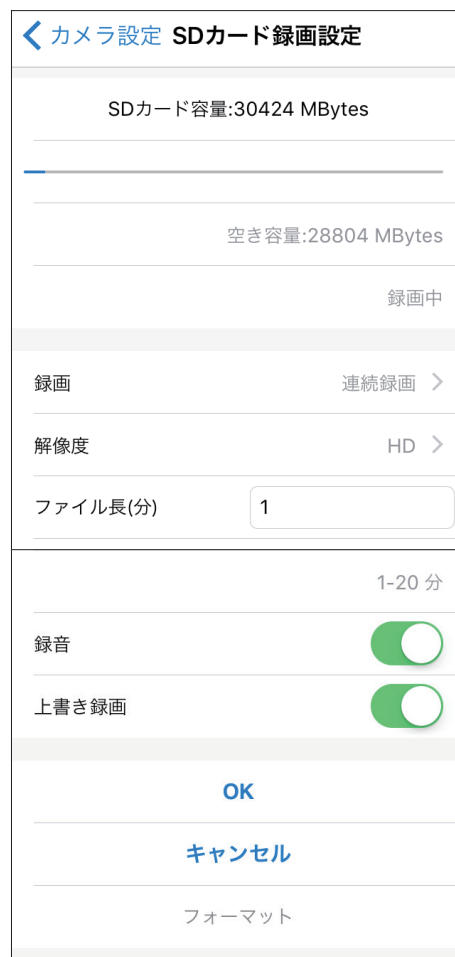 カメラ設定 SDカード録画設定
SDカード容量:30424 MBytes
空き容量:28804 MBytes
録画中
録画 連続録画
解像度 HD
ファイル長(分) 1
1-20 分
録音
上書き録画
OK
キャンセル
フォーマット